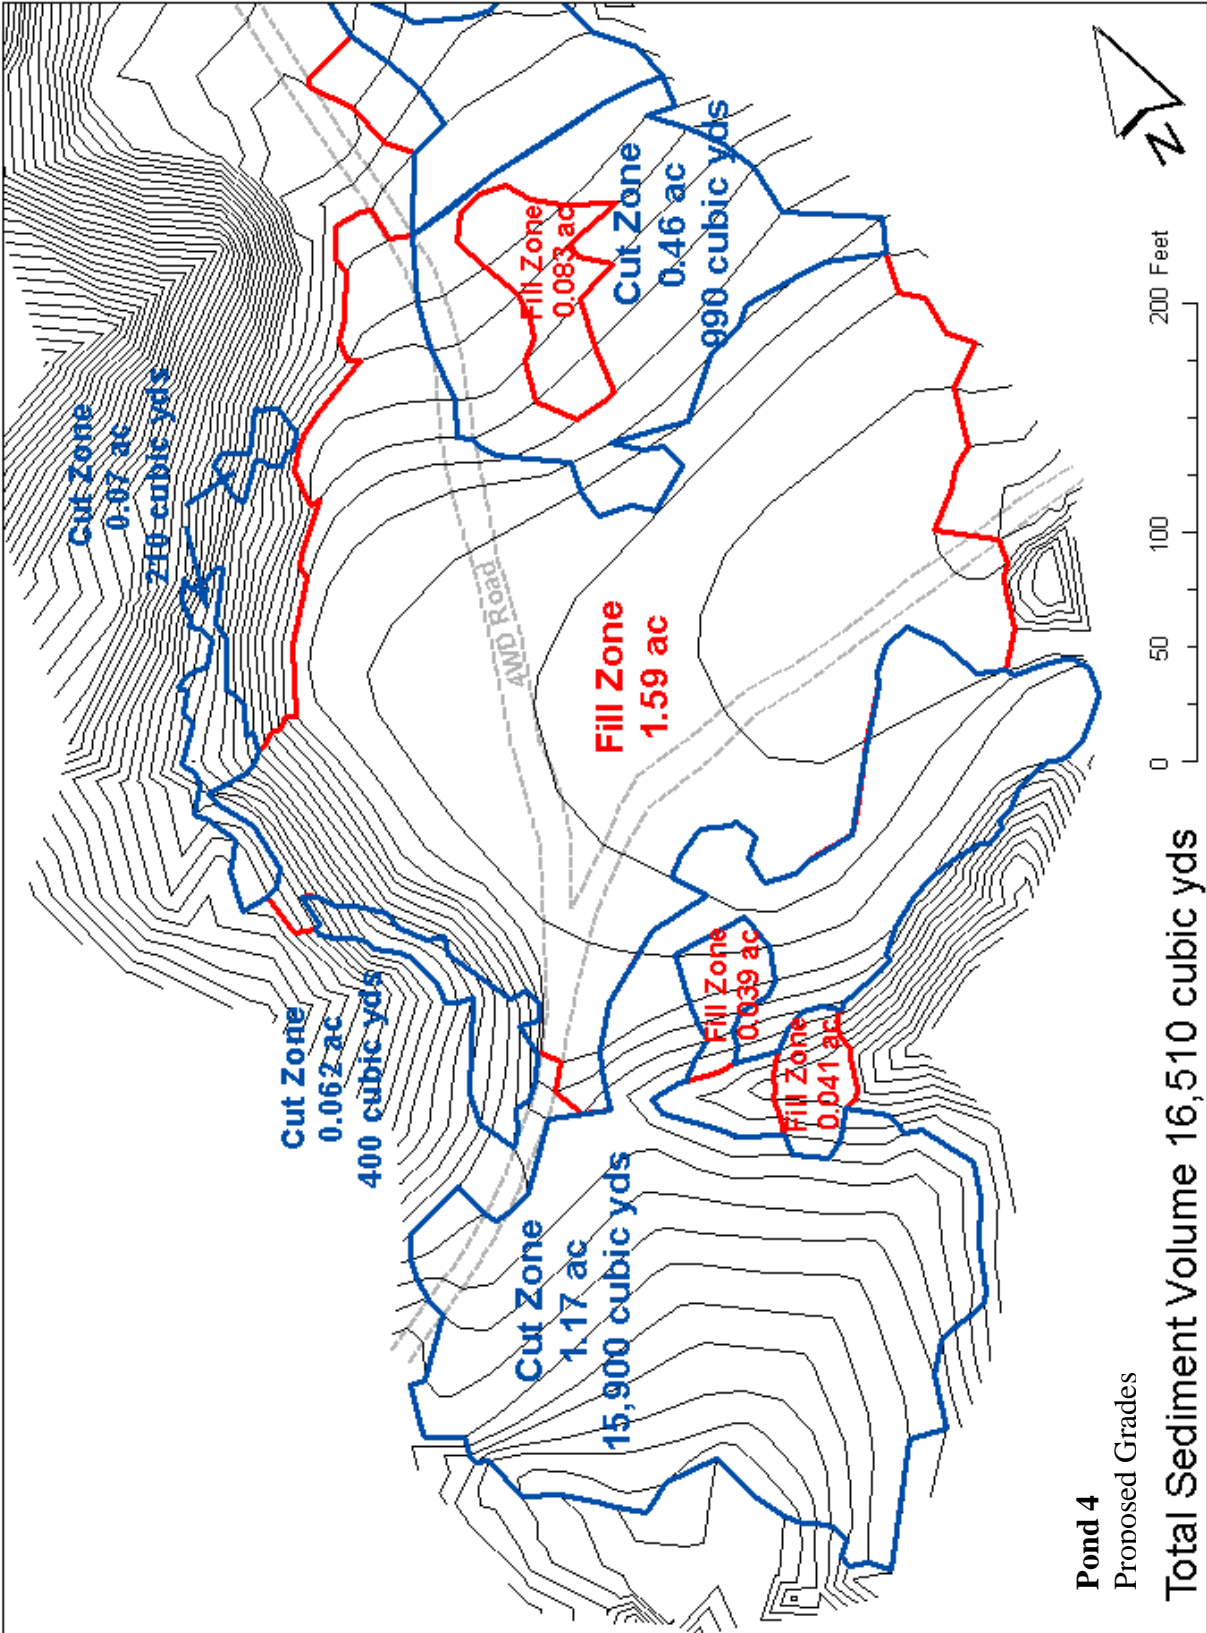 Cut Zone
0.07 ac
210 cubic yds
Cut Zone
0.062 ac
400 cubic yds
4WD Road
Fill Zone
0.083 ac
Cut Zone
0.46 ac
990 cubic yds
Fill Zone
1.59 ac
Fill Zone
0.039 ac
Fill Zone
0.041 ac
Cut Zone
1.17 ac
15,900 cubic yds
N
Pond 4
Proposed Grades
0 50 100 200 Feet
Total Sediment Volume 16,510 cubic yds